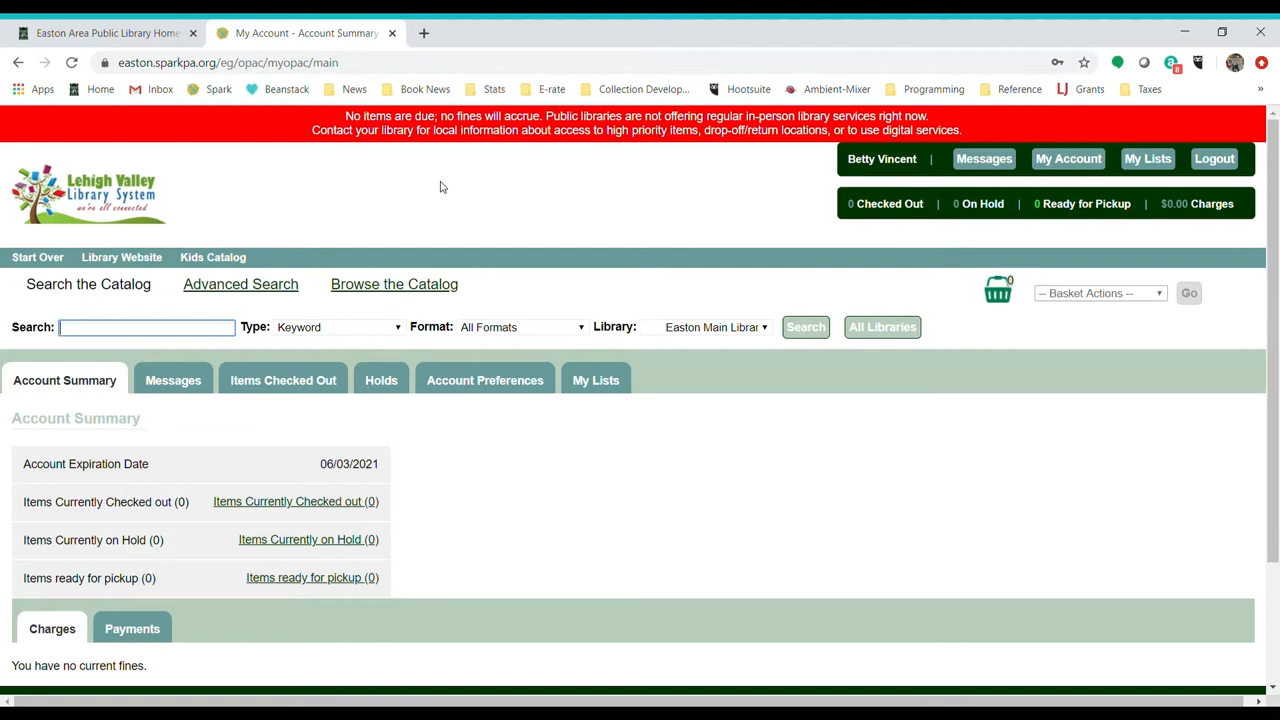 Easton Area Public Library Home
My Account - Account Summary
easton.sparkpa.org/eg/opac/myopac/main
Apps Home Inbox Spark Beanstack News Book News Stats E-rate Collection Develop... Hootsuite Ambient-Mixer Programming Reference LJ Grants Taxes »
No items are due; no fines will accrue. Public libraries are not offering regular in-person library services right now.
Contact your library for local information about access to high priority items, drop-off/return locations, or to use digital services.
Betty Vincent | Messages My Account My Lists Logout
Lehigh Valley
Library System
we're all connected
0 Checked Out | 0 On Hold | 0 Ready for Pickup | $0.00 Charges
Start Over Library Website Kids Catalog
Search the Catalog Advanced Search Browse the Catalog
0
-- Basket Actions -- Go
Search: Type: Keyword Format: All Formats Library: Easton Main Librar Search All Libraries
Account Summary Messages Items Checked Out Holds Account Preferences My Lists
Account Summary
Account Expiration Date 06/03/2021
Items Currently Checked out (0) Items Currently Checked out (0)
Items Currently on Hold (0) Items Currently on Hold (0)
Items ready for pickup (0) Items ready for pickup (0)
Charges Payments
You have no current fines.